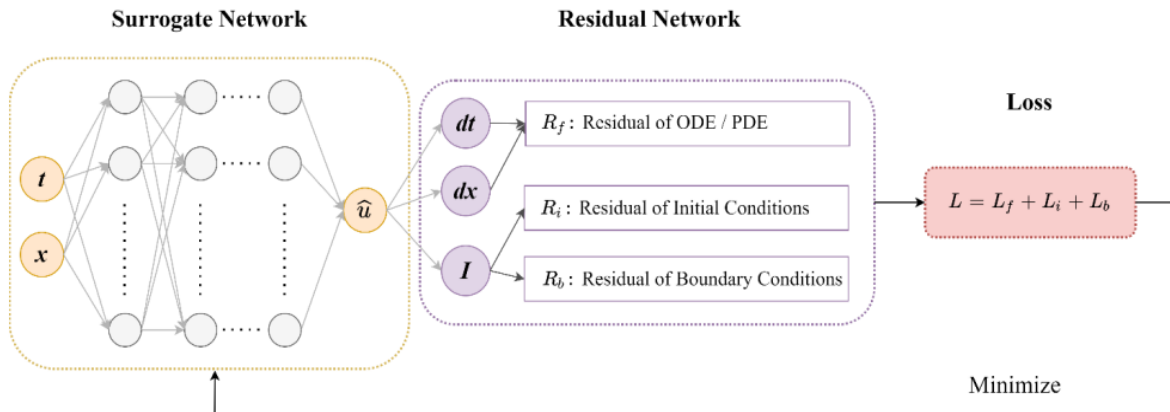 Surrogate Network
Residual Network
Loss
t
x
û
dt
dx
I
R_f : Residual of ODE / PDE
R_i : Residual of Initial Conditions
R_b : Residual of Boundary Conditions
L = L_f + L_i + L_b
Minimize